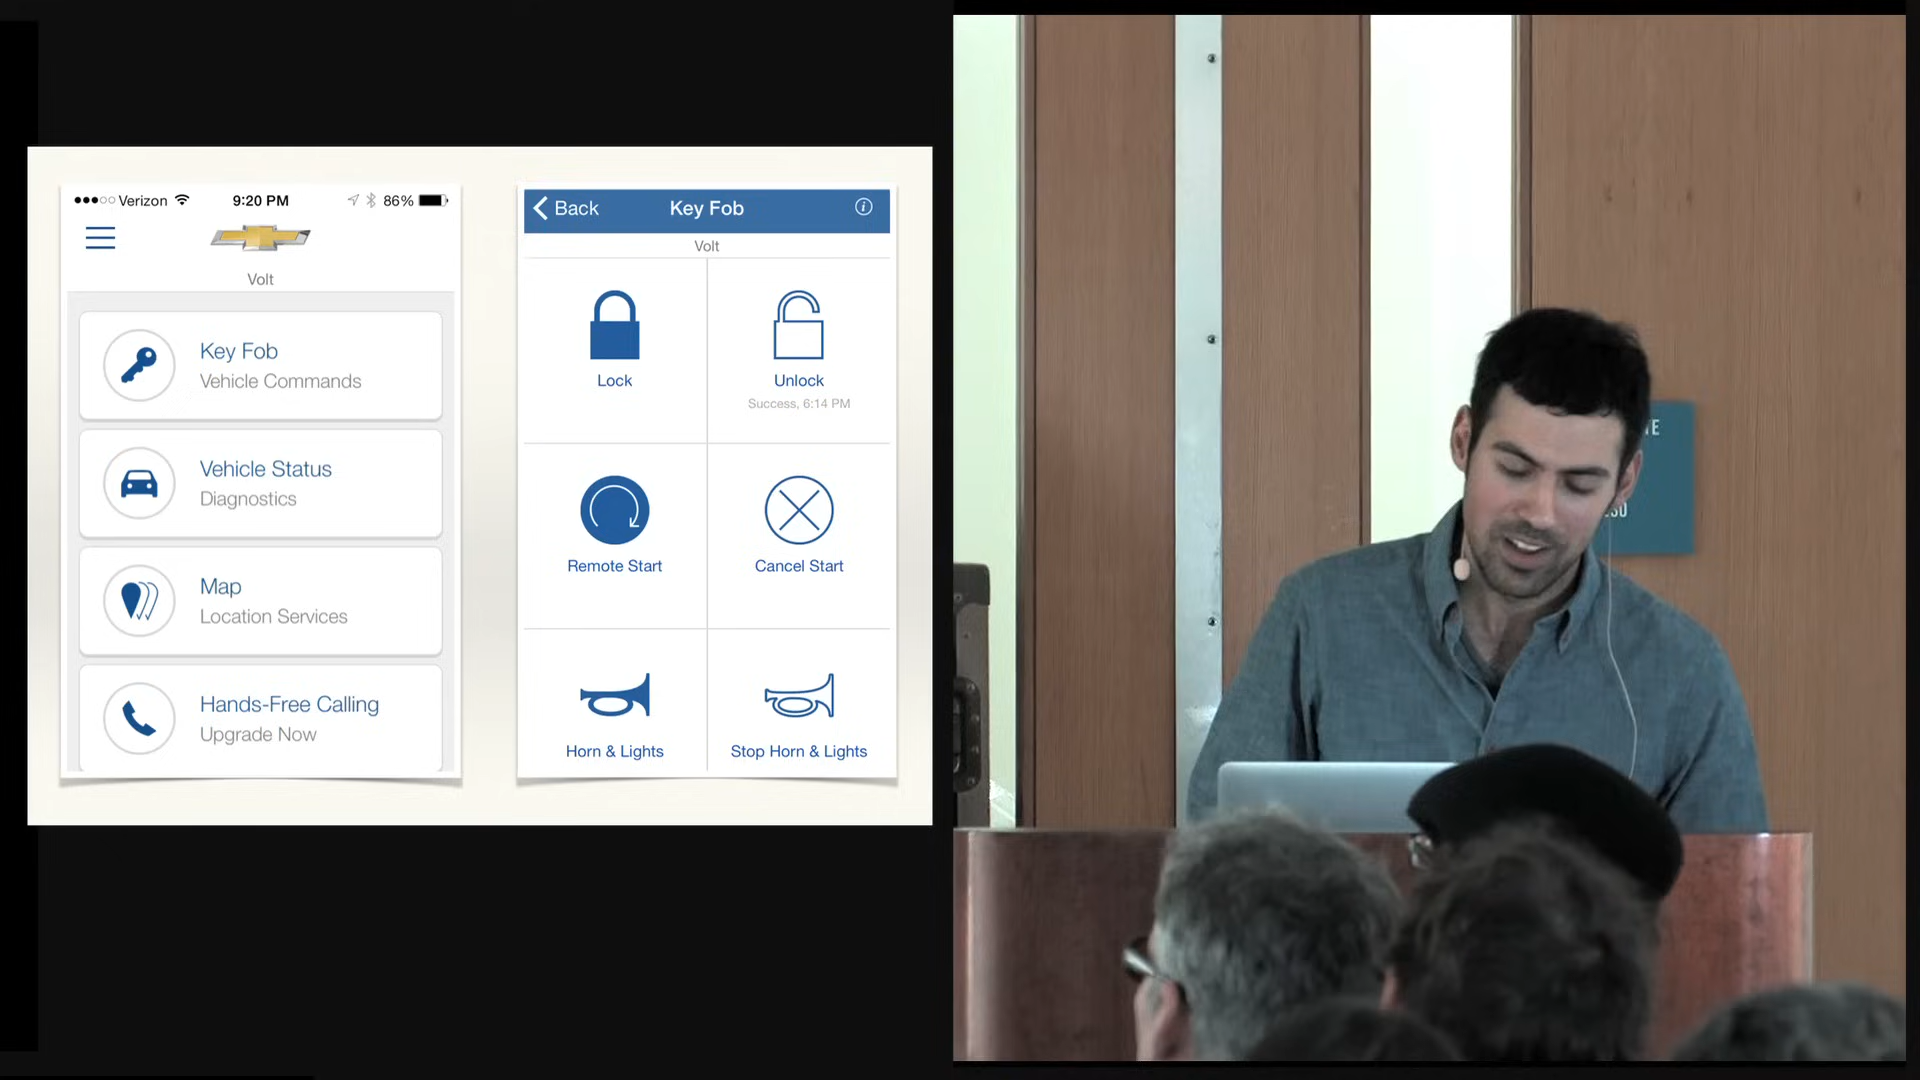 Verizon
9:20 PM
86%
Volt
Key Fob
Vehicle Commands
Vehicle Status
Diagnostics
Map
Location Services
Hands-Free Calling
Upgrade Now
Back
Key Fob
Volt
Lock
Unlock
Success, 6:14 PM
Remote Start
Cancel Start
Horn & Lights
Stop Horn & Lights